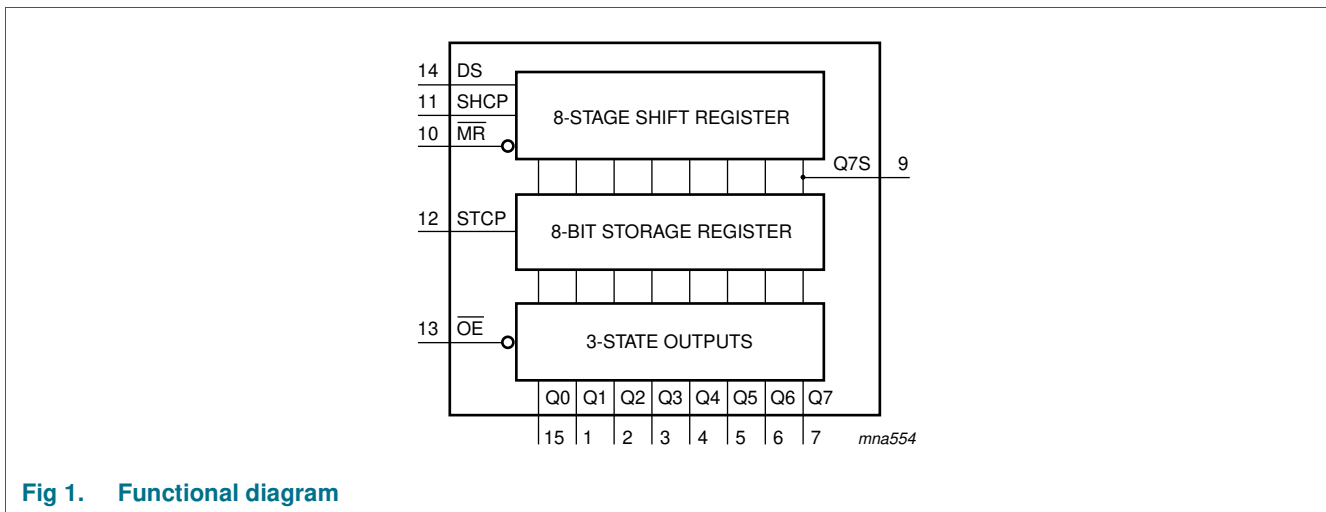 14 DS
11 SHCP
10 MR
8-STAGE SHIFT REGISTER
Q7S 9
12 STCP
8-BIT STORAGE REGISTER
13 OE
3-STATE OUTPUTS
Q0 Q1 Q2 Q3 Q4 Q5 Q6 Q7
15 1 2 3 4 5 6 7 mna554
Fig 1. Functional diagram